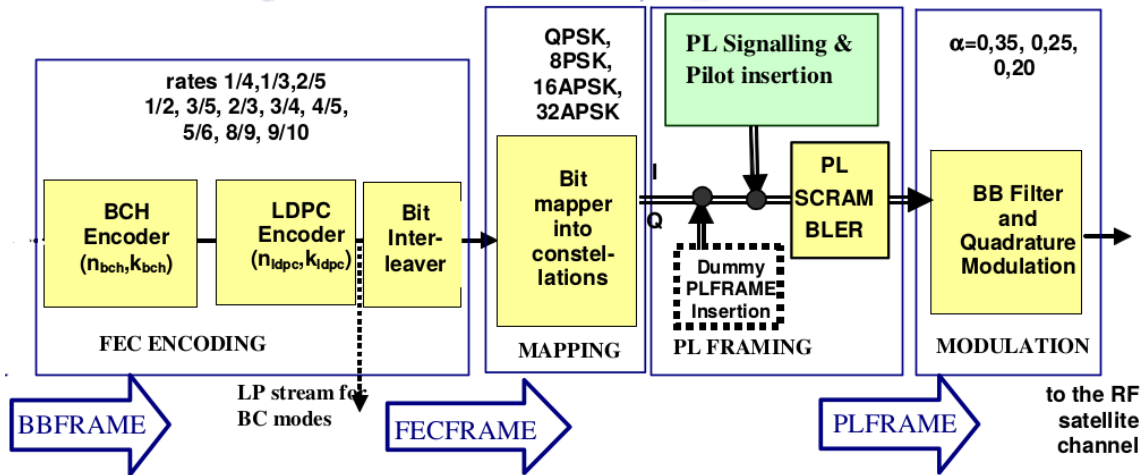 rates 1/4,1/3,2/5
1/2, 3/5, 2/3, 3/4, 4/5,
5/6, 8/9, 9/10
BCH
Encoder
(nbch,kbch)
LDPC
Encoder
(nldpc,kldpc)
Bit
Inter-
leaver
FEC ENCODING
LP stream for
BC modes
QPSK,
8PSK,
16APSK,
32APSK
Bit
mapper
into
constel-
lations
MAPPING
I
Q
PL Signalling &
Pilot insertion
Dummy
PLFRAME
Insertion
PL
SCRAM
BLER
PL FRAMING
α=0,35, 0,25,
0,20
BB Filter
and
Quadrature
Modulation
MODULATION
BBFRAME
FECFRAME
PLFRAME
to the RF
satellite
channel